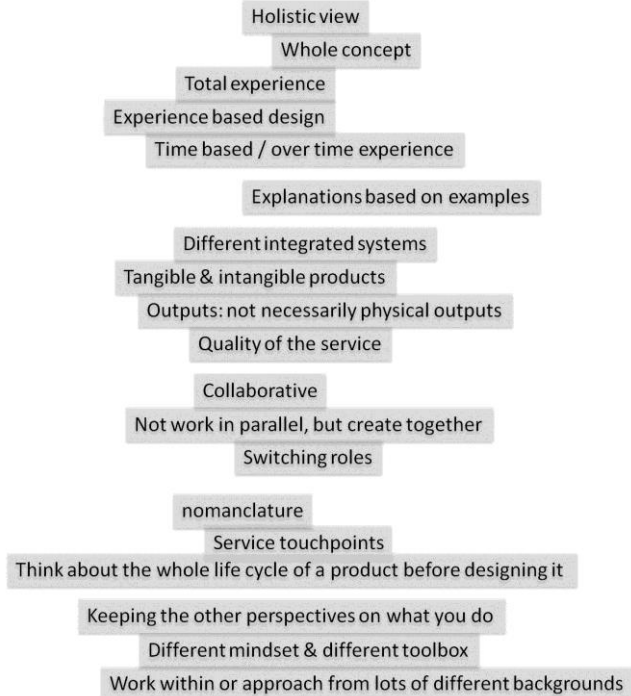 Holistic view
Whole concept
Total experience
Experience based design
Time based / over time experience
Explanations based on examples
Different integrated systems
Tangible & intangible products
Outputs: not necessarily physical outputs
Quality of the service
Collaborative
Not work in parallel, but create together
Switching roles
nomanclature
Service touchpoints
Think about the whole life cycle of a product before designing it
Keeping the other perspectives on what you do
Different mindset & different toolbox
Work within or approach from lots of different backgrounds